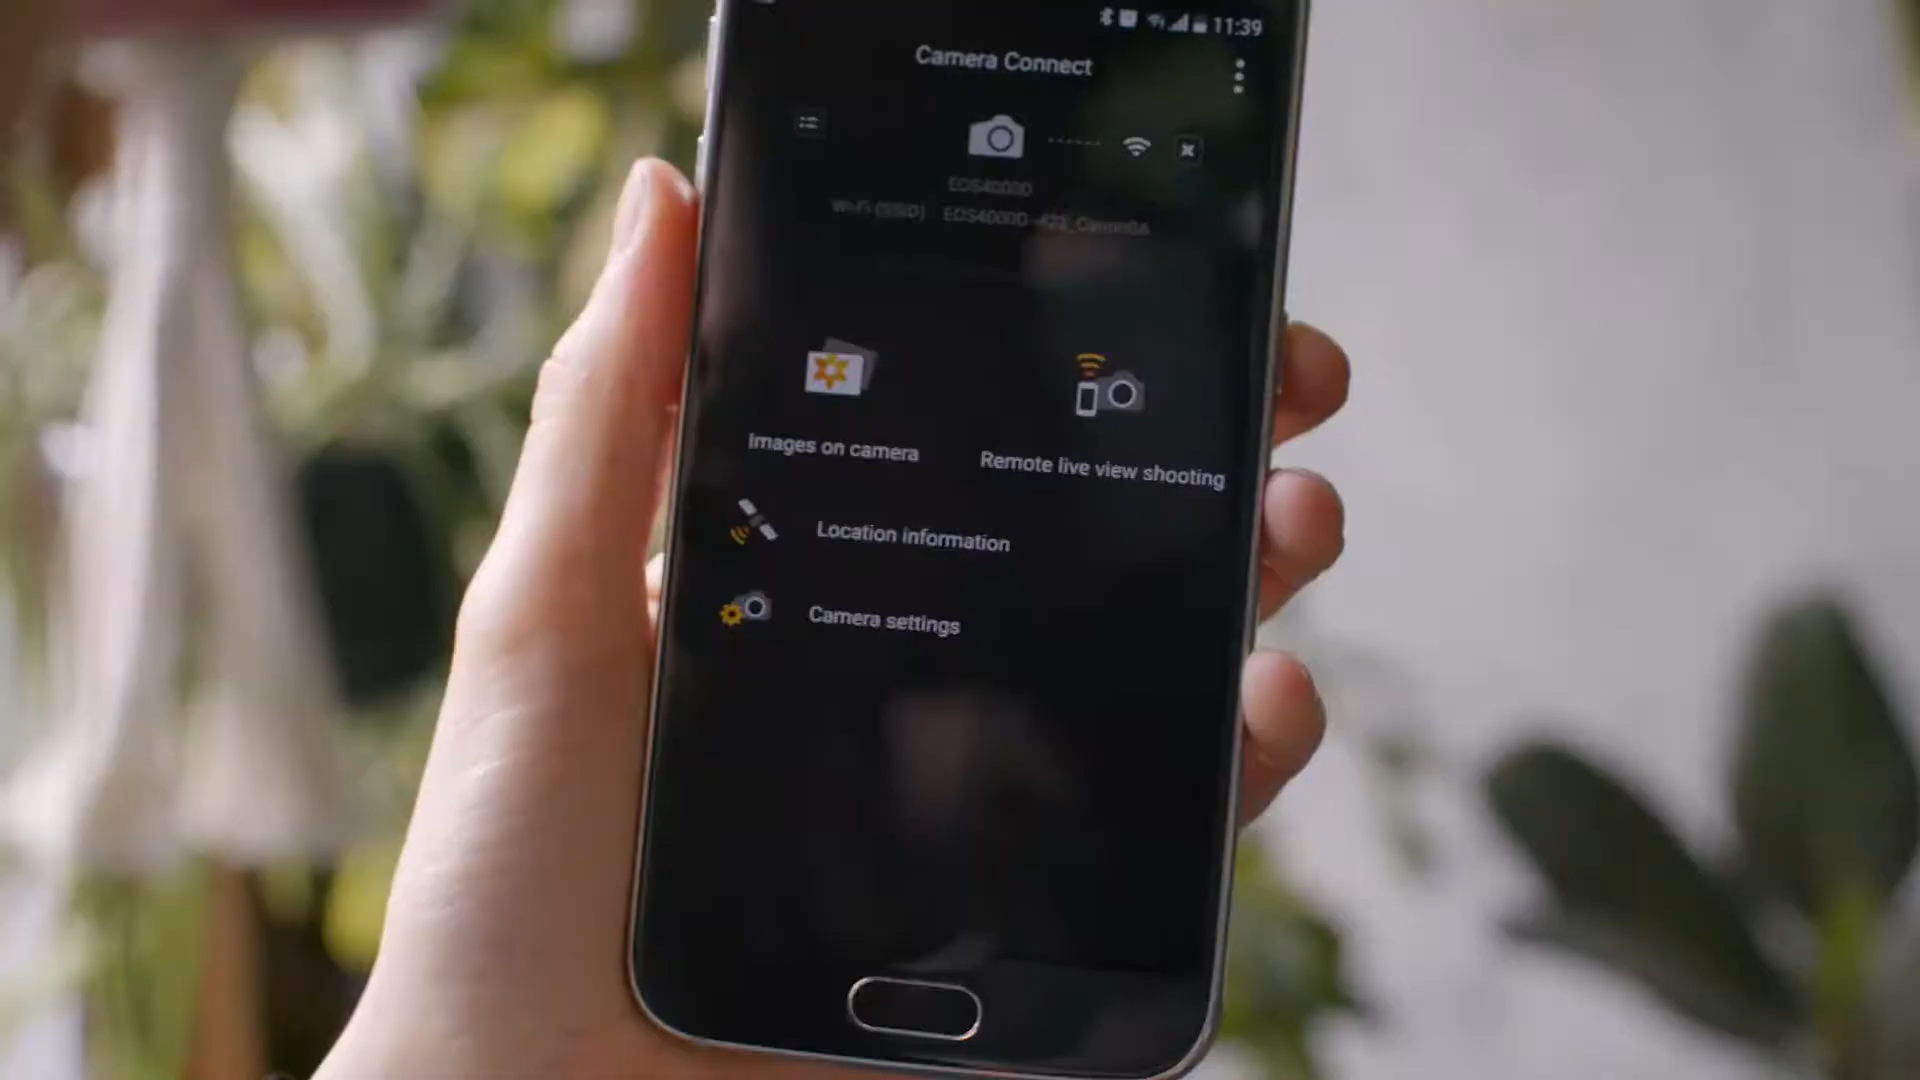 11:39
Camera Connect
EOS4000D
Wi-Fi (SSID) EOS4000D
Images on camera
Remote live view shooting
Location information
Camera settings